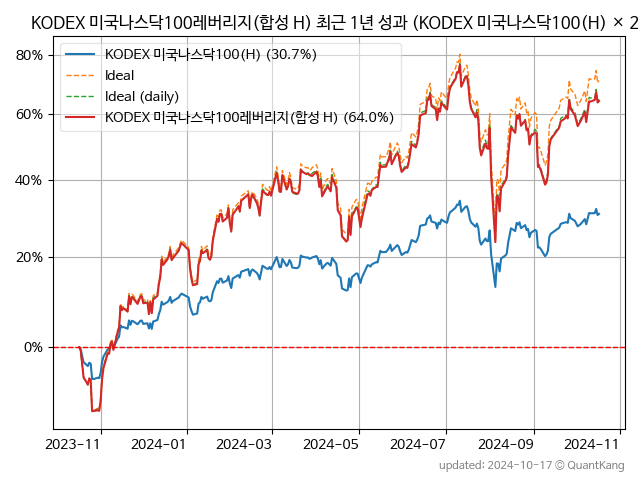 KODEX 미국나스닥100레버리지(합성 H) 최근 1년 성과 (KODEX 미국나스닥100(H) × 2
KODEX 미국나스닥100(H) (30.7%)
Ideal
Ideal (daily)
KODEX 미국나스닥100레버리지(합성 H) (64.0%)
80%
60%
40%
20%
0%
2023-11 2024-01 2024-03 2024-05 2024-07 2024-09 2024-11
updated: 2024-10-17 © QuantKang